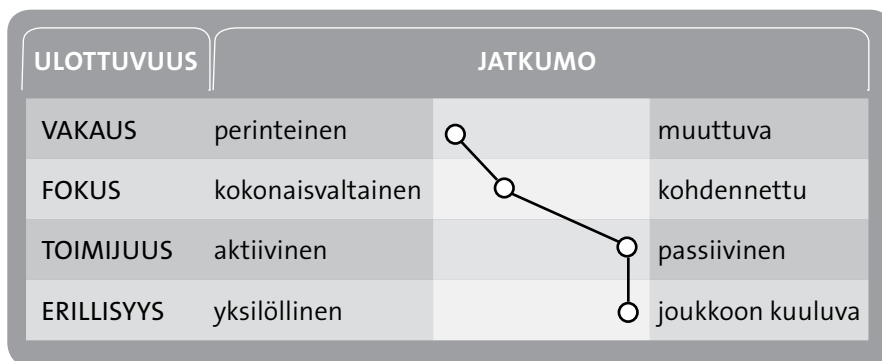 ULOTTUVUUS JATKUMO
VAKAUS perinteinen muuttuva
FOKUS kokonaisvaltainen kohdennettu
TOIMIJUUS aktiivinen passiivinen
ERILLISYYS yksilöllinen joukkoon kuuluva